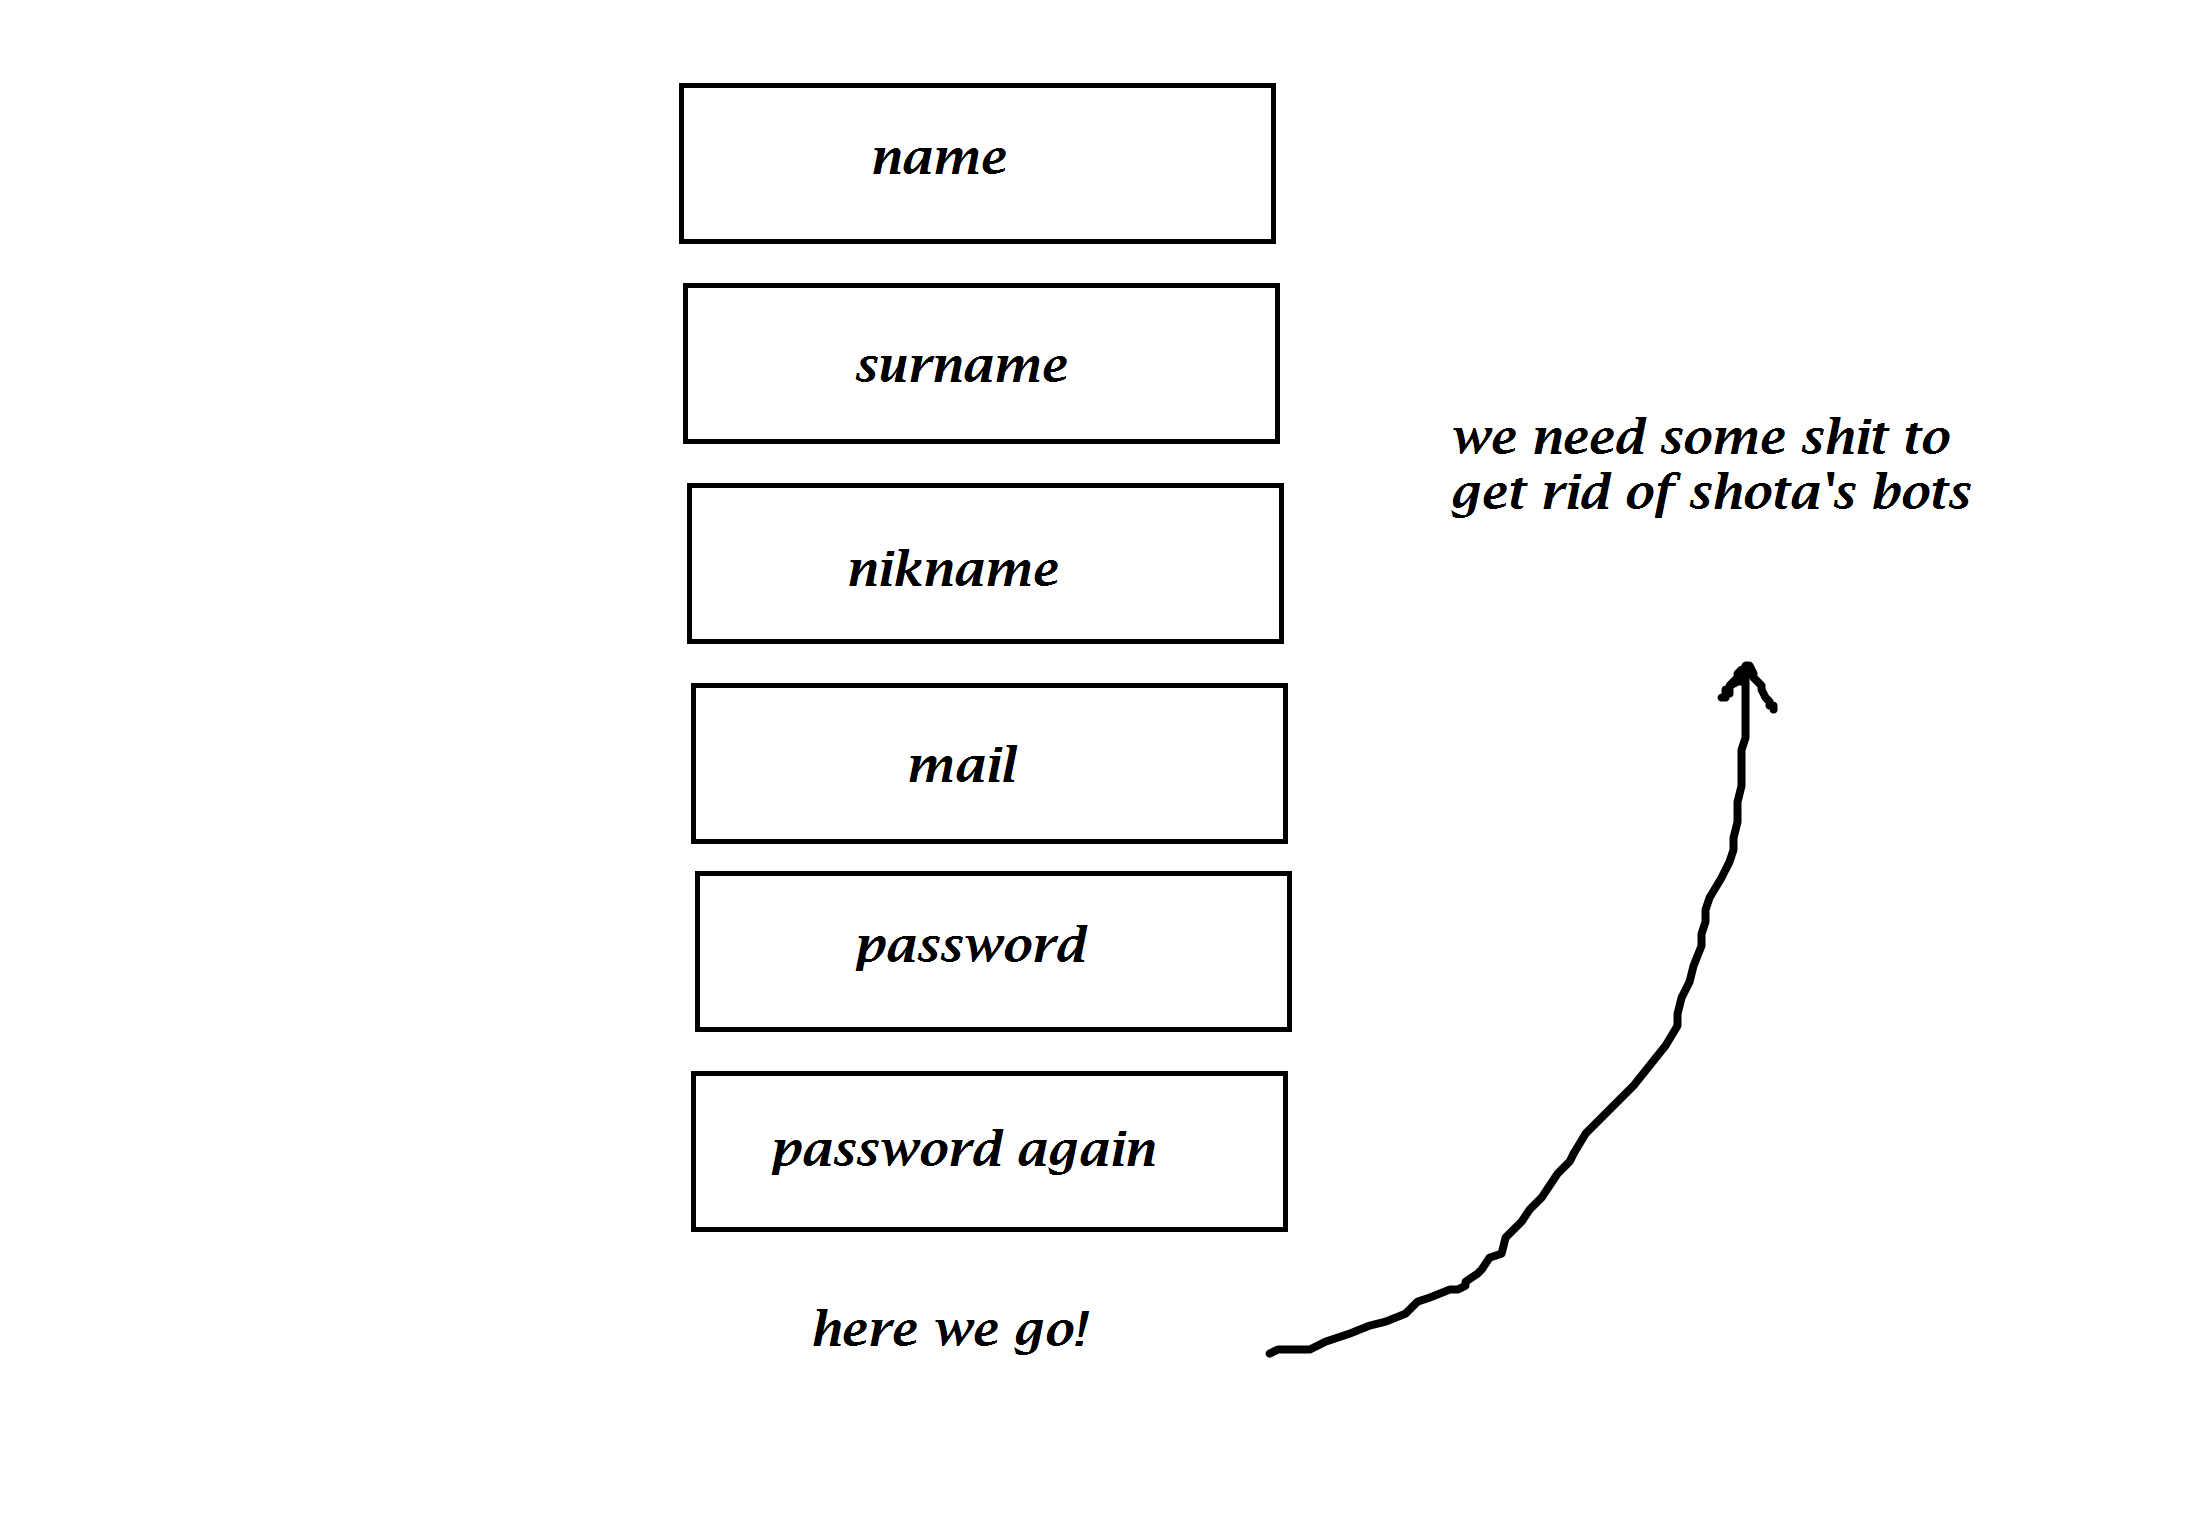 name
surname
nikname
mail
password
password again
here we go!
we need some shit to
get rid of shota's bots